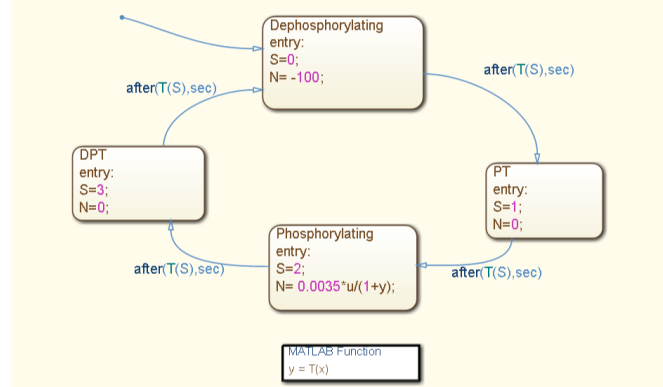 Dephosphorylating
entry:
S=0;
N= -100;
after(T(S),sec)
after(T(S),sec)
DPT
entry:
S=3;
N=0;
PT
entry:
S=1;
N=0;
Phosphorylating
entry:
S=2;
N= 0.0035*u/(1+y);
after(T(S),sec)
after(T(S),sec)
MATLAB Function
y = T(x)